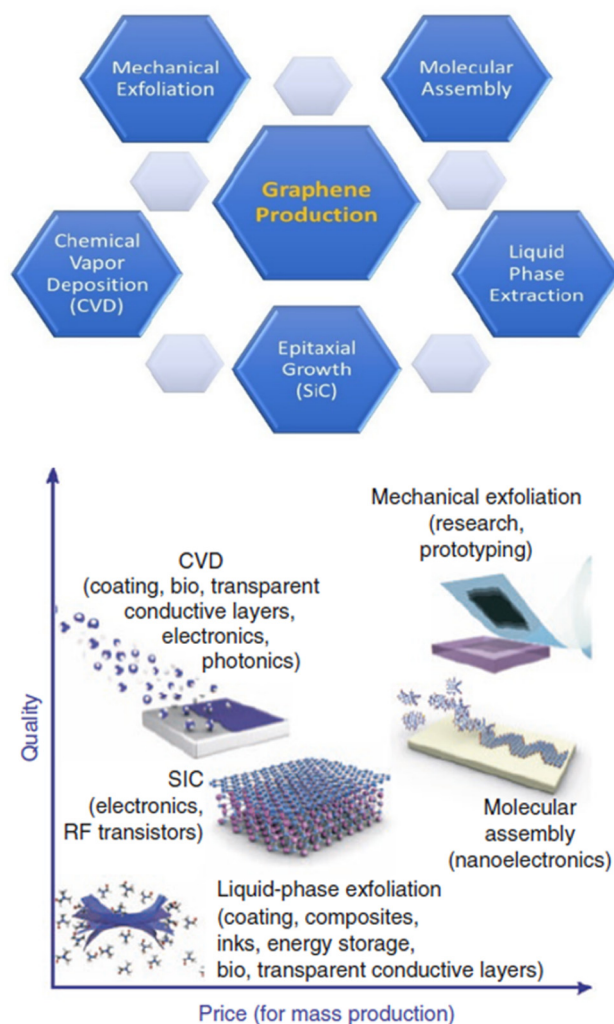 Mechanical
Exfoliation
Molecular
Assembly
Graphene
Production
Chemical
Vapor
Deposition
(CVD)
Liquid
Phase
Extraction
Epitaxial
Growth
(SiC)
Mechanical exfoliation
(research,
prototyping)
CVD
(coating, bio, transparent
conductive layers,
electronics,
photonics)
Quality
SIC
(electronics,
RF transistors)
Molecular
assembly
(nanoelectronics)
Liquid-phase exfoliation
(coating, composites,
inks, energy storage,
bio, transparent conductive layers)
Price (for mass production)